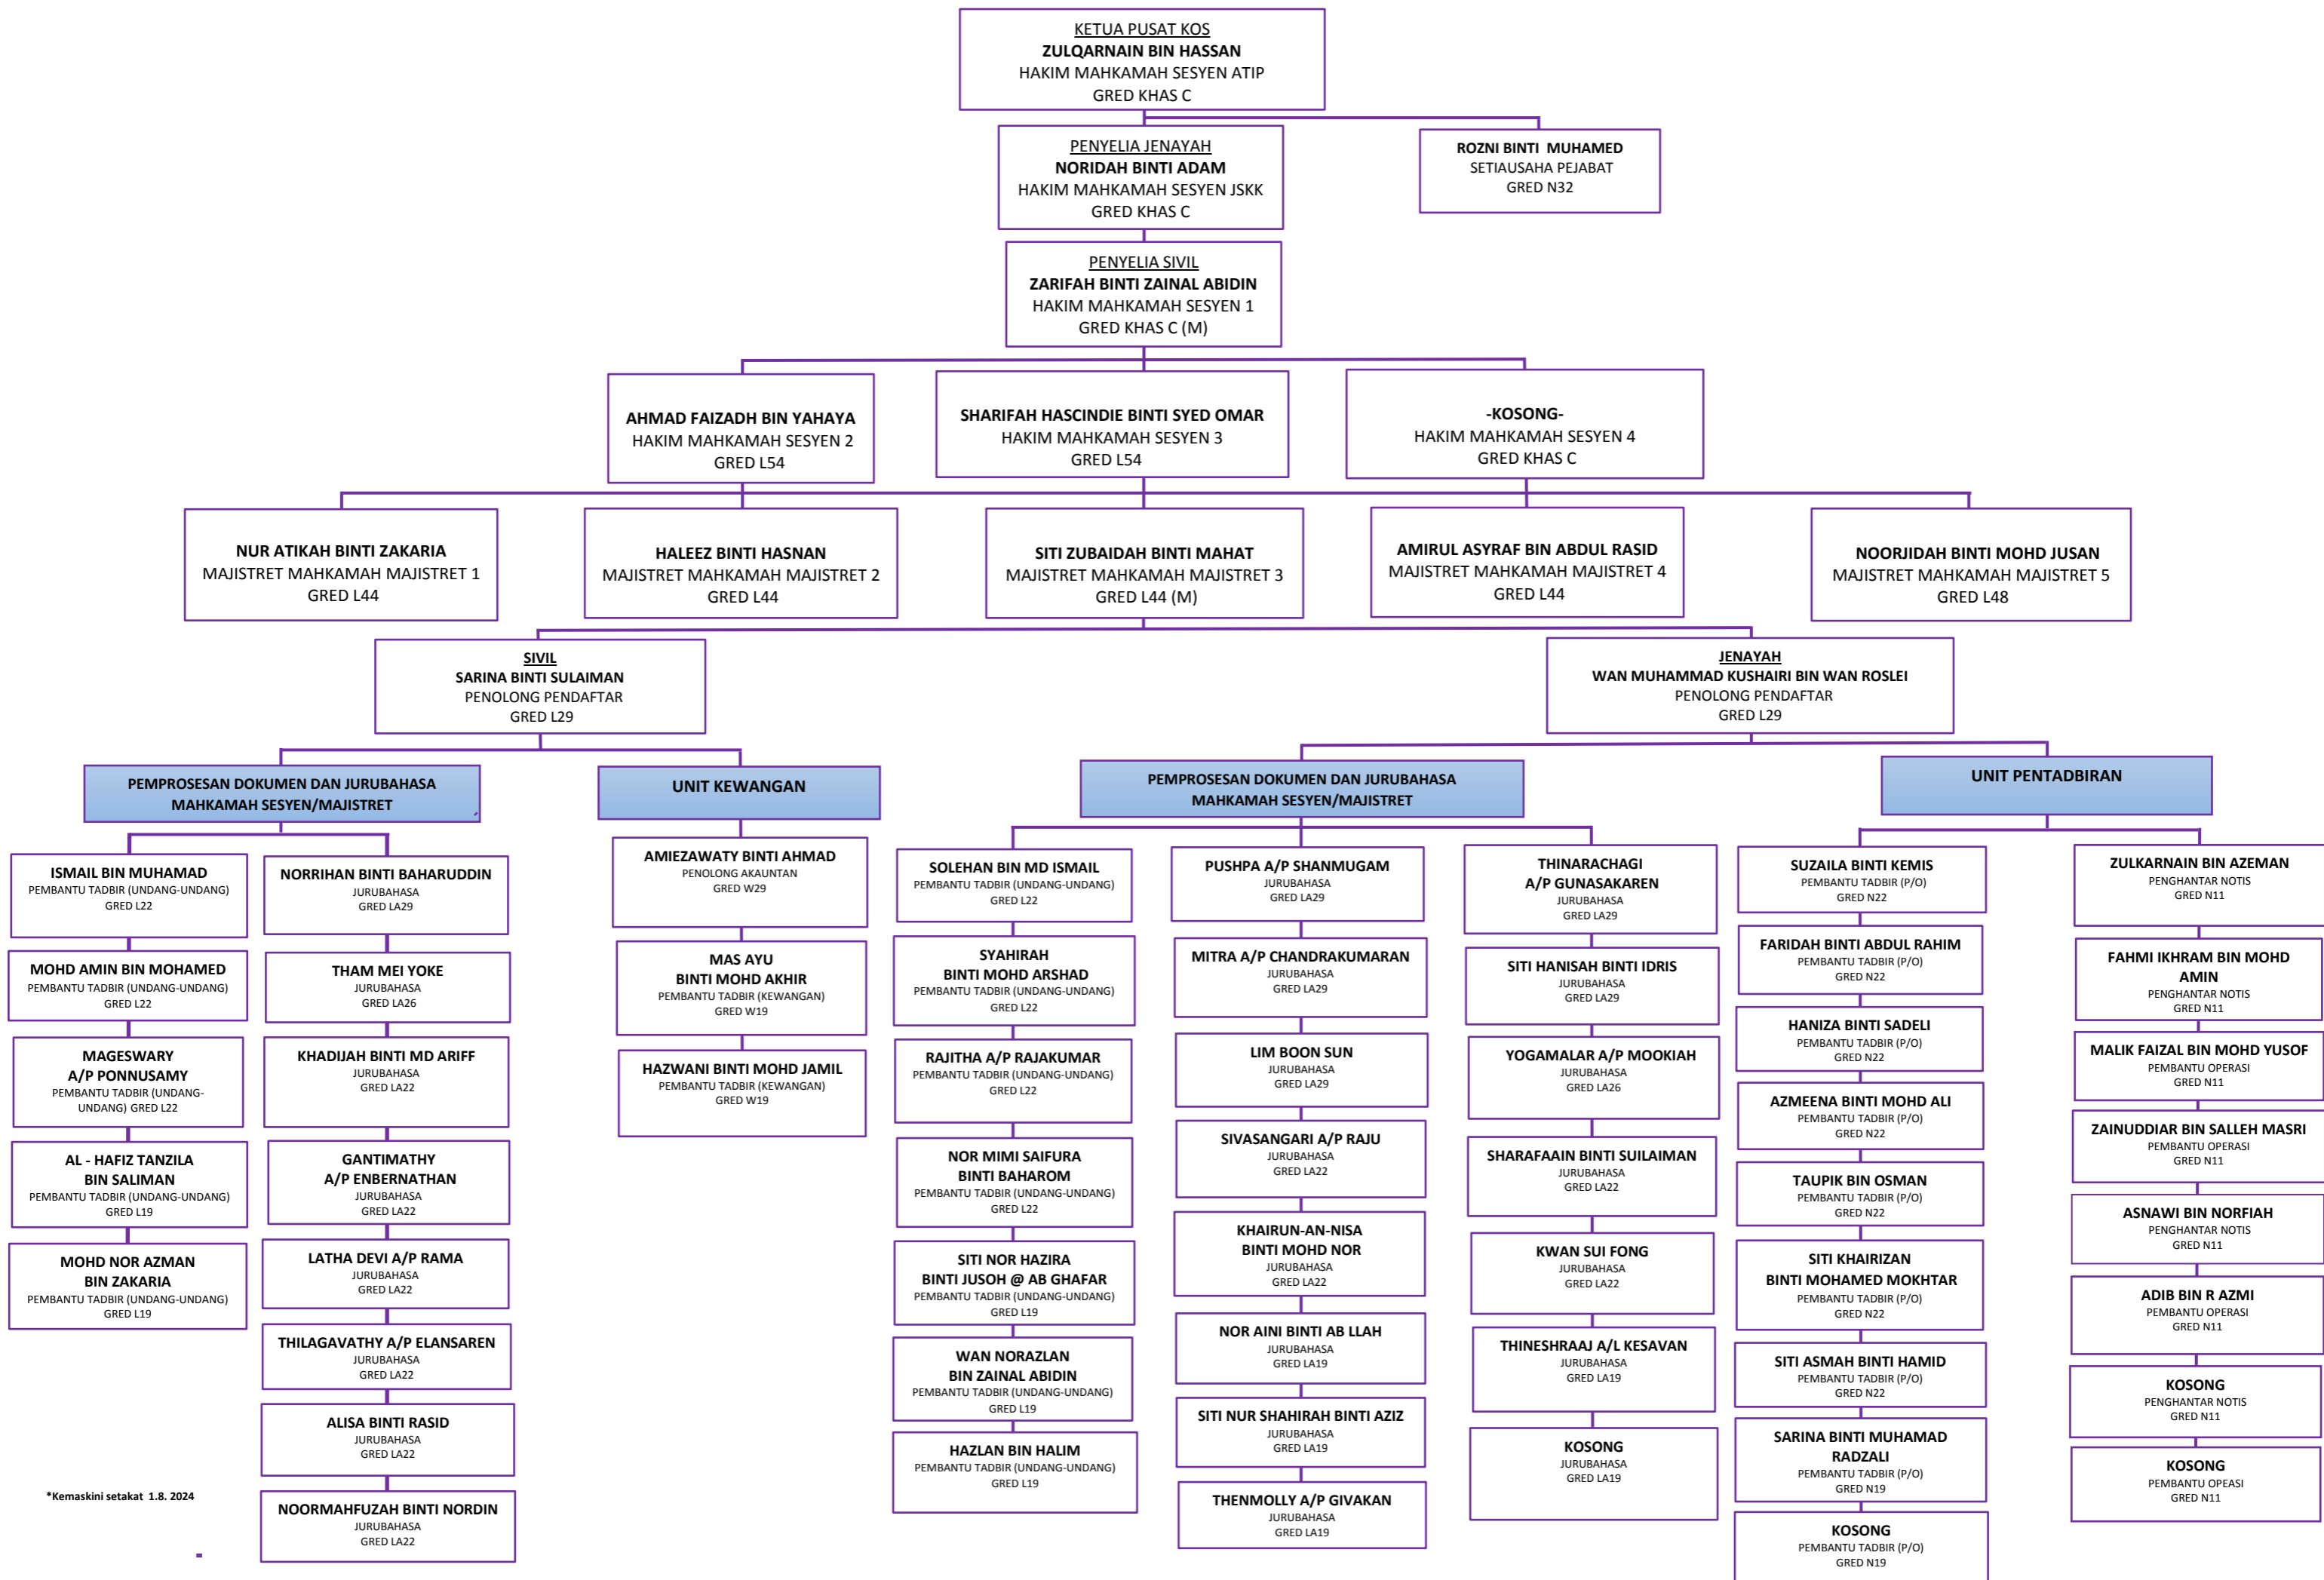 KETUA PUSAT KOS
ZULQARNAIN BIN HASSAN
HAKIM MAHKAMAH SESYEN ATIP
GRED KHAS C
PENYELIA JENAYAH
NORIDAH BINTI ADAM
HAKIM MAHKAMAH SESYEN JSKK
GRED KHAS C
ROZNI BINTI MUHAMED
SETIAUSAHA PEJABAT
GRED N32
PENYELIA SIVIL
ZARIFAH BINTI ZAINAL ABIDIN
HAKIM MAHKAMAH SESYEN 1
GRED KHAS C (M)
AHMAD FAIZADH BIN YAHAYA
HAKIM MAHKAMAH SESYEN 2
GRED L54
SHARIFAH HASCINDIE BINTI SYED OMAR
HAKIM MAHKAMAH SESYEN 3
GRED L54
-KOSONG-
HAKIM MAHKAMAH SESYEN 4
GRED KHAS C
NUR ATIKAH BINTI ZAKARIA
MAJISTRET MAHKAMAH MAJISTRET 1
GRED L44
HALEEZ BINTI HASNAN
MAJISTRET MAHKAMAH MAJISTRET 2
GRED L44
SITI ZUBAIDAH BINTI MAHAT
MAJISTRET MAHKAMAH MAJISTRET 3
GRED L44 (M)
AMIRUL ASYRAF BIN ABDUL RASID
MAJISTRET MAHKAMAH MAJISTRET 4
GRED L44
NOORJIDAH BINTI MOHD JUSAN
MAJISTRET MAHKAMAH MAJISTRET 5
GRED L48
SIVIL
SARINA BINTI SULAIMAN
PENOLONG PENDAFTAR
GRED L29
JENAYAH
WAN MUHAMMAD KUSHAIRI BIN WAN ROSLEI
PENOLONG PENDAFTAR
GRED L29
PEMPROSESAN DOKUMEN DAN JURUBAHASA
MAHKAMAH SESYEN/MAJISTRET
ISMAIL BIN MUHAMAD
PEMBANTU TADBIR (UNDANG-UNDANG)
GRED L22
MOHD AMIN BIN MOHAMED
PEMBANTU TADBIR (UNDANG-UNDANG)
GRED L22
MAGESWARY
A/P PONNUSAMY
PEMBANTU TADBIR (UNDANG-
UNDANG) GRED L22
AL - HAFIZ TANZILA
BIN SALIMAN
PEMBANTU TADBIR (UNDANG-UNDANG)
GRED L19
MOHD NOR AZMAN
BIN ZAKARIA
PEMBANTU TADBIR (UNDANG-UNDANG)
GRED L19
NORRIHAN BINTI BAHARUDDIN
JURUBAHASA
GRED LA29
THAM MEI YOKE
JURUBAHASA
GRED LA26
KHADIJAH BINTI MD ARIFF
JURUBAHASA
GRED LA22
GANTIMATHY
A/P ENBERNATHAN
JURUBAHASA
GRED LA22
LATHA DEVI A/P RAMA
JURUBAHASA
GRED LA22
THILAGAVATHY A/P ELANSAREN
JURUBAHASA
GRED LA22
ALISA BINTI RASID
JURUBAHASA
GRED LA22
NOORMAHFUZAH BINTI NORDIN
JURUBAHASA
GRED LA22
UNIT KEWANGAN
AMIEZAWATY BINTI AHMAD
PENOLONG AKAUNTAN
GRED W29
MAS AYU
BINTI MOHD AKHIR
PEMBANTU TADBIR (KEWANGAN)
GRED W19
HAZWANI BINTI MOHD JAMIL
PEMBANTU TADBIR (KEWANGAN)
GRED W19
PEMPROSESAN DOKUMEN DAN JURUBAHASA
MAHKAMAH SESYEN/MAJISTRET
SOLEHAN BIN MD ISMAIL
PEMBANTU TADBIR (UNDANG-UNDANG)
GRED L22
SYAHIRAH
BINTI MOHD ARSHAD
PEMBANTU TADBIR (UNDANG-UNDANG)
GRED L22
RAJITHA A/P RAJAKUMAR
PEMBANTU TADBIR (UNDANG-UNDANG)
GRED L22
NOR MIMI SAIFURA
BINTI BAHAROM
PEMBANTU TADBIR (UNDANG-UNDANG)
GRED L22
SITI NOR HAZIRA
BINTI JUSOH @ AB GHAFAR
PEMBANTU TADBIR (UNDANG-UNDANG)
GRED L19
WAN NORAZLAN
BIN ZAINAL ABIDIN
PEMBANTU TADBIR (UNDANG-UNDANG)
GRED L19
HAZLAN BIN HALIM
PEMBANTU TADBIR (UNDANG-UNDANG)
GRED L19
PUSHPA A/P SHANMUGAM
JURUBAHASA
GRED LA29
MITRA A/P CHANDRAKUMARAN
JURUBAHASA
GRED LA29
LIM BOON SUN
JURUBAHASA
GRED LA29
SIVASANGARI A/P RAJU
JURUBAHASA
GRED LA22
KHAIRUN-AN-NISA
BINTI MOHD NOR
JURUBAHASA
GRED LA22
NOR AINI BINTI AB LLAH
JURUBAHASA
GRED LA19
SITI NUR SHAHIRAH BINTI AZIZ
JURUBAHASA
GRED LA19
THENMOLLY A/P GIVAKAN
JURUBAHASA
GRED LA19
THINARACHAGI
A/P GUNASAKAREN
JURUBAHASA
GRED LA29
SITI HANISAH BINTI IDRIS
JURUBAHASA
GRED LA29
YOGAMALAR A/P MOOKIAH
JURUBAHASA
GRED LA26
SHARAFAAIN BINTI SUILAIMAN
JURUBAHASA
GRED LA22
KWAN SUI FONG
JURUBAHASA
GRED LA22
THINESHRAAJ A/L KESAVAN
JURUBAHASA
GRED LA19
KOSONG
JURUBAHASA
GRED LA19
UNIT PENTADBIRAN
SUZAILA BINTI KEMIS
PEMBANTU TADBIR (P/O)
GRED N22
FARIDAH BINTI ABDUL RAHIM
PEMBANTU TADBIR (P/O)
GRED N22
HANIZA BINTI SADELI
PEMBANTU TADBIR (P/O)
GRED N22
AZMEENA BINTI MOHD ALI
PEMBANTU TADBIR (P/O)
GRED N22
TAUPIK BIN OSMAN
PEMBANTU TADBIR (P/O)
GRED N22
SITI KHAIRIZAN
BINTI MOHAMED MOKHTAR
PEMBANTU TADBIR (P/O)
GRED N22
SITI ASMAH BINTI HAMID
PEMBANTU TADBIR (P/O)
GRED N22
SARINA BINTI MUHAMAD
RADZALI
PEMBANTU TADBIR (P/O)
GRED N19
KOSONG
PEMBANTU TADBIR (P/O)
GRED N19
ZULKARNAIN BIN AZEMAN
PENGHANTAR NOTIS
GRED N11
FAHMI IKHRAM BIN MOHD
AMIN
PENGHANTAR NOTIS
GRED N11
MALIK FAIZAL BIN MOHD YUSOF
PEMBANTU OPERASI
GRED N11
ZAINUDDIAR BIN SALLEH MASRI
PEMBANTU OPERASI
GRED N11
ASNAWI BIN NORFIAH
PENGHANTAR NOTIS
GRED N11
ADIB BIN R AZMI
PEMBANTU OPERASI
GRED N11
KOSONG
PENGHANTAR NOTIS
GRED N11
KOSONG
PEMBANTU OPEASI
GRED N11
*Kemaskini setakat 1.8. 2024